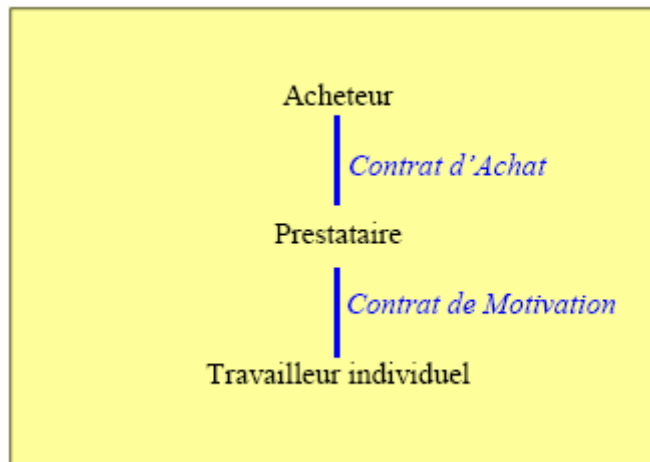 Acheteur
Contrat d’Achat
Prestataire
Contrat de Motivation
Travailleur individuel